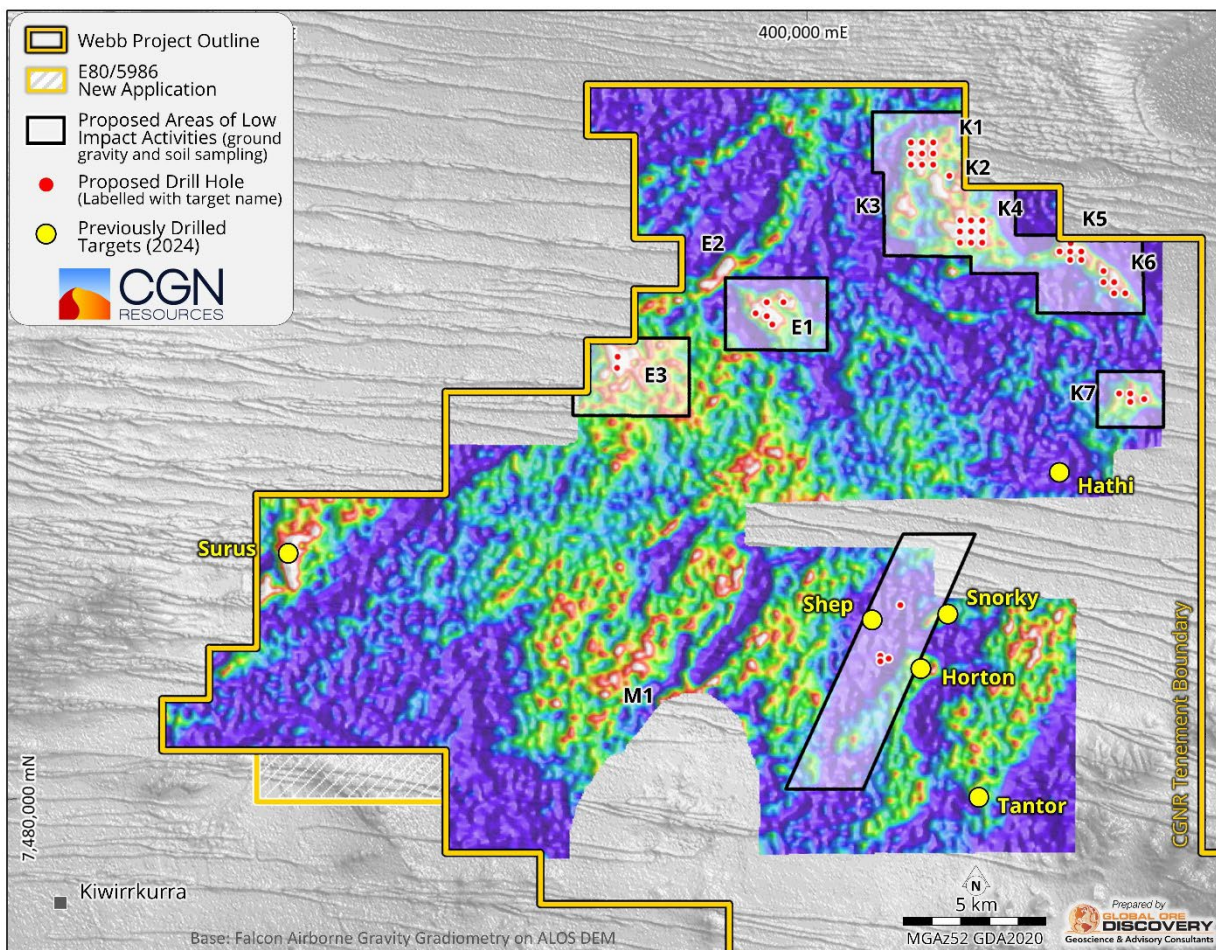 Webb Project Outline
E80/5986
New Application
Proposed Areas of Low
Impact Activities (ground
gravity and soil sampling)
Proposed Drill Hole
(Labelled with target name)
Previously Drilled
Targets (2024)
CGN
RESOURCES
E
400,000 mE
K1
K2
K3
K4
K5
K6
E2
E1
E3
K7
Hathi
Surus
Shep
Snorky
Horton
M1
Tantor
7,480,000 mN
CGNR Tenement Boundary
Kiwirrkurra
N
5 km
MGAz52 GDA2020
Base: Falcon Airborne Gravity Gradiometry on ALOS DEM
Prepared by
GLOBAL ORE
DISCOVERY
Geoscience & Advisory Consultants